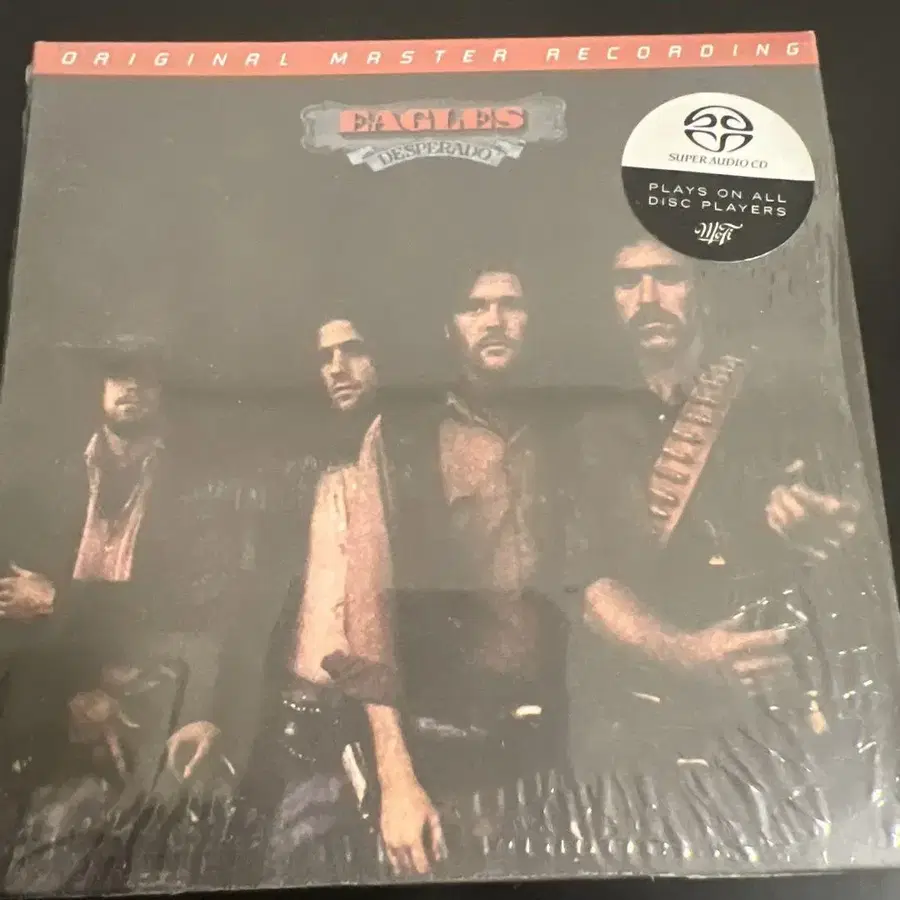 ORIGINAL MASTER RECORDING
EAGLES
DESPERADO
SUPER AUDIO CD
PLAYS ON ALL
DISC PLAYERS
MoFi